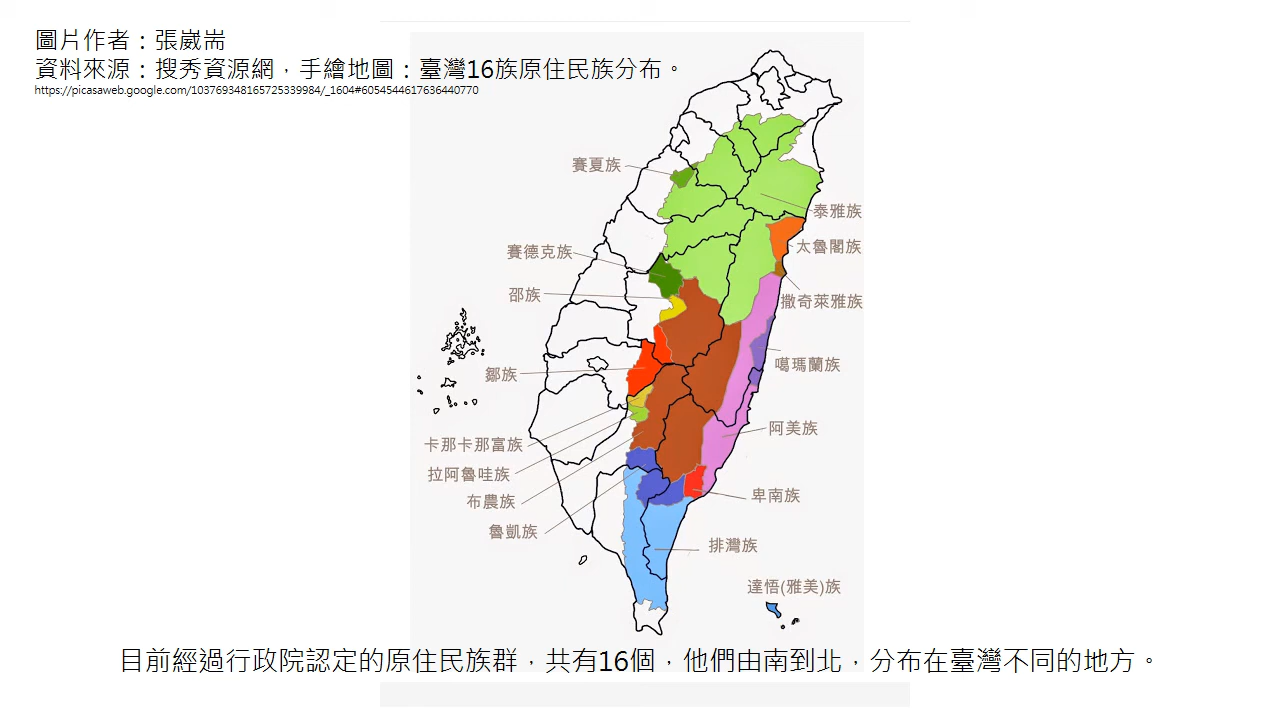 圖片作者：張崴耑
資料來源：搜秀資源網，手繪地圖：臺灣16族原住民族分布。
https://picasaweb.google.com/103769348165725339984/_1604#6054544617636440770
賽夏族
泰雅族
太魯閣族
賽德克族
邵族
撒奇萊雅族
噶瑪蘭族
鄒族
阿美族
卡那卡那富族
拉阿魯哇族
布農族
卑南族
魯凱族
排灣族
達悟(雅美)族
目前經過行政院認定的原住民族群，共有16個，他們由南到北，分布在臺灣不同的地方。